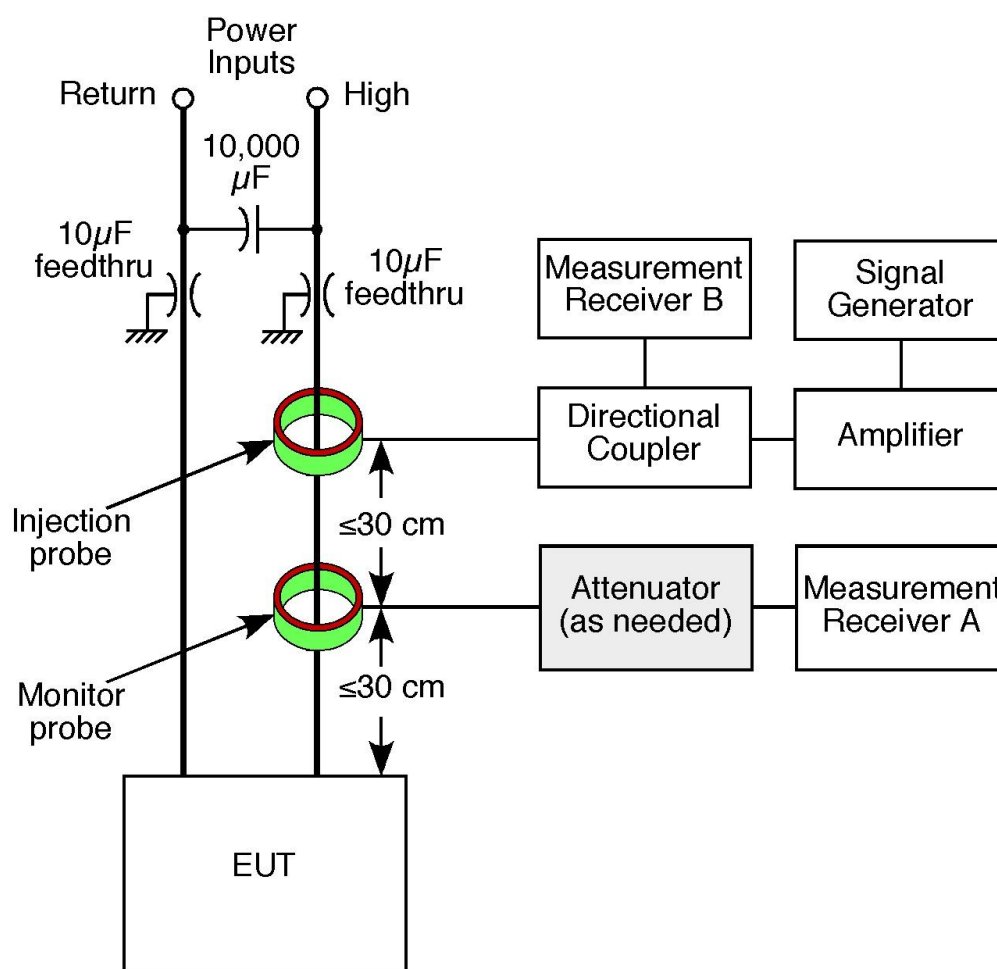 Power
Inputs
Return
High
10,000
µF
10µF
feedthru
10µF
feedthru
Measurement
Receiver B
Signal
Generator
Directional
Coupler
Amplifier
Injection
probe
≤30 cm
Attenuator
(as needed)
Measurement
Receiver A
Monitor
probe
≤30 cm
EUT